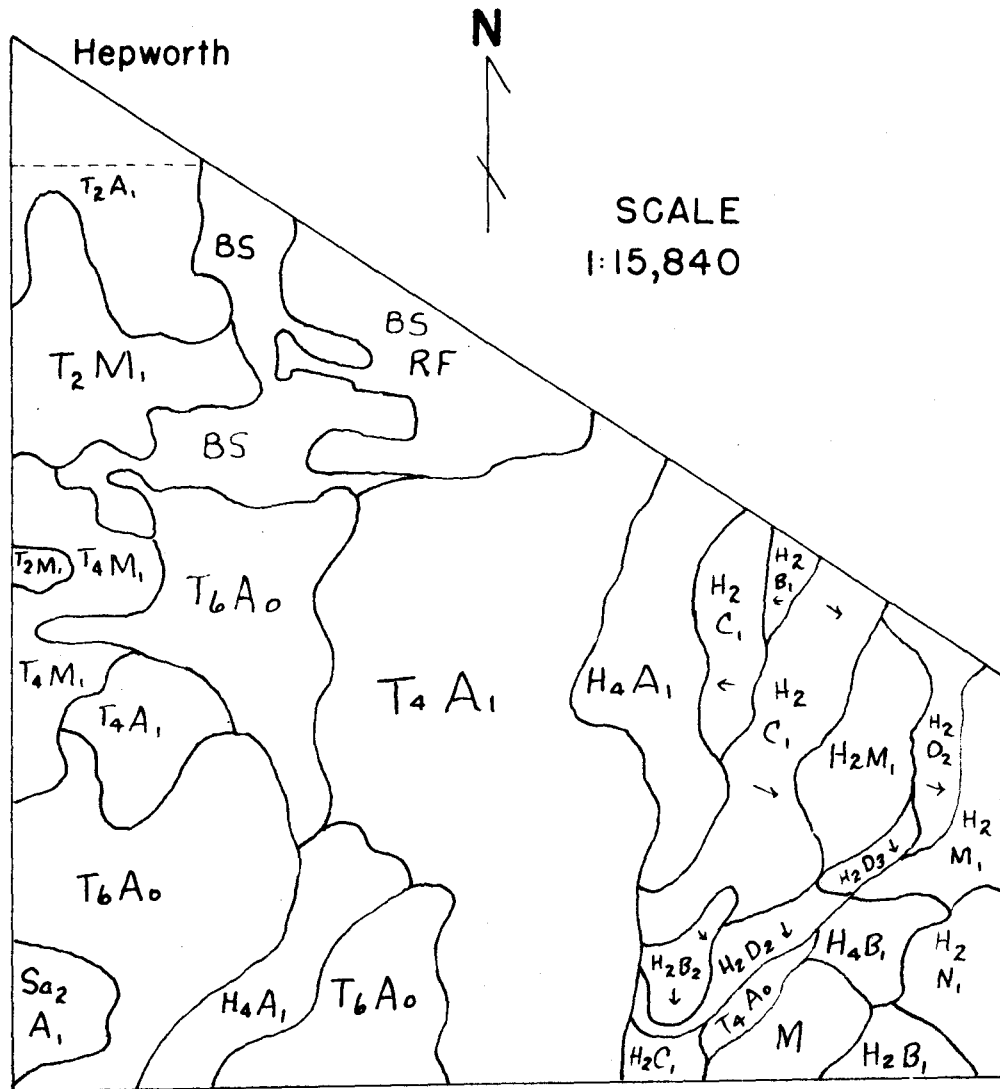 Hepworth
N
SCALE
1:15,840
T2A1
BS
BS
RF
T2M1
BS
T2M1
T4M1
T6A0
H2
B1
H2
C1
T4M1
T4A1
T4A1
H4A1
H2
C1
H2M1
H2
D2
H2
M1
T6A0
H2D3
Sa2
A1
H4A1
T6A0
H2B2
H2D2
H4B1
H2
N1
T4A0
M
H2C1
H2B1